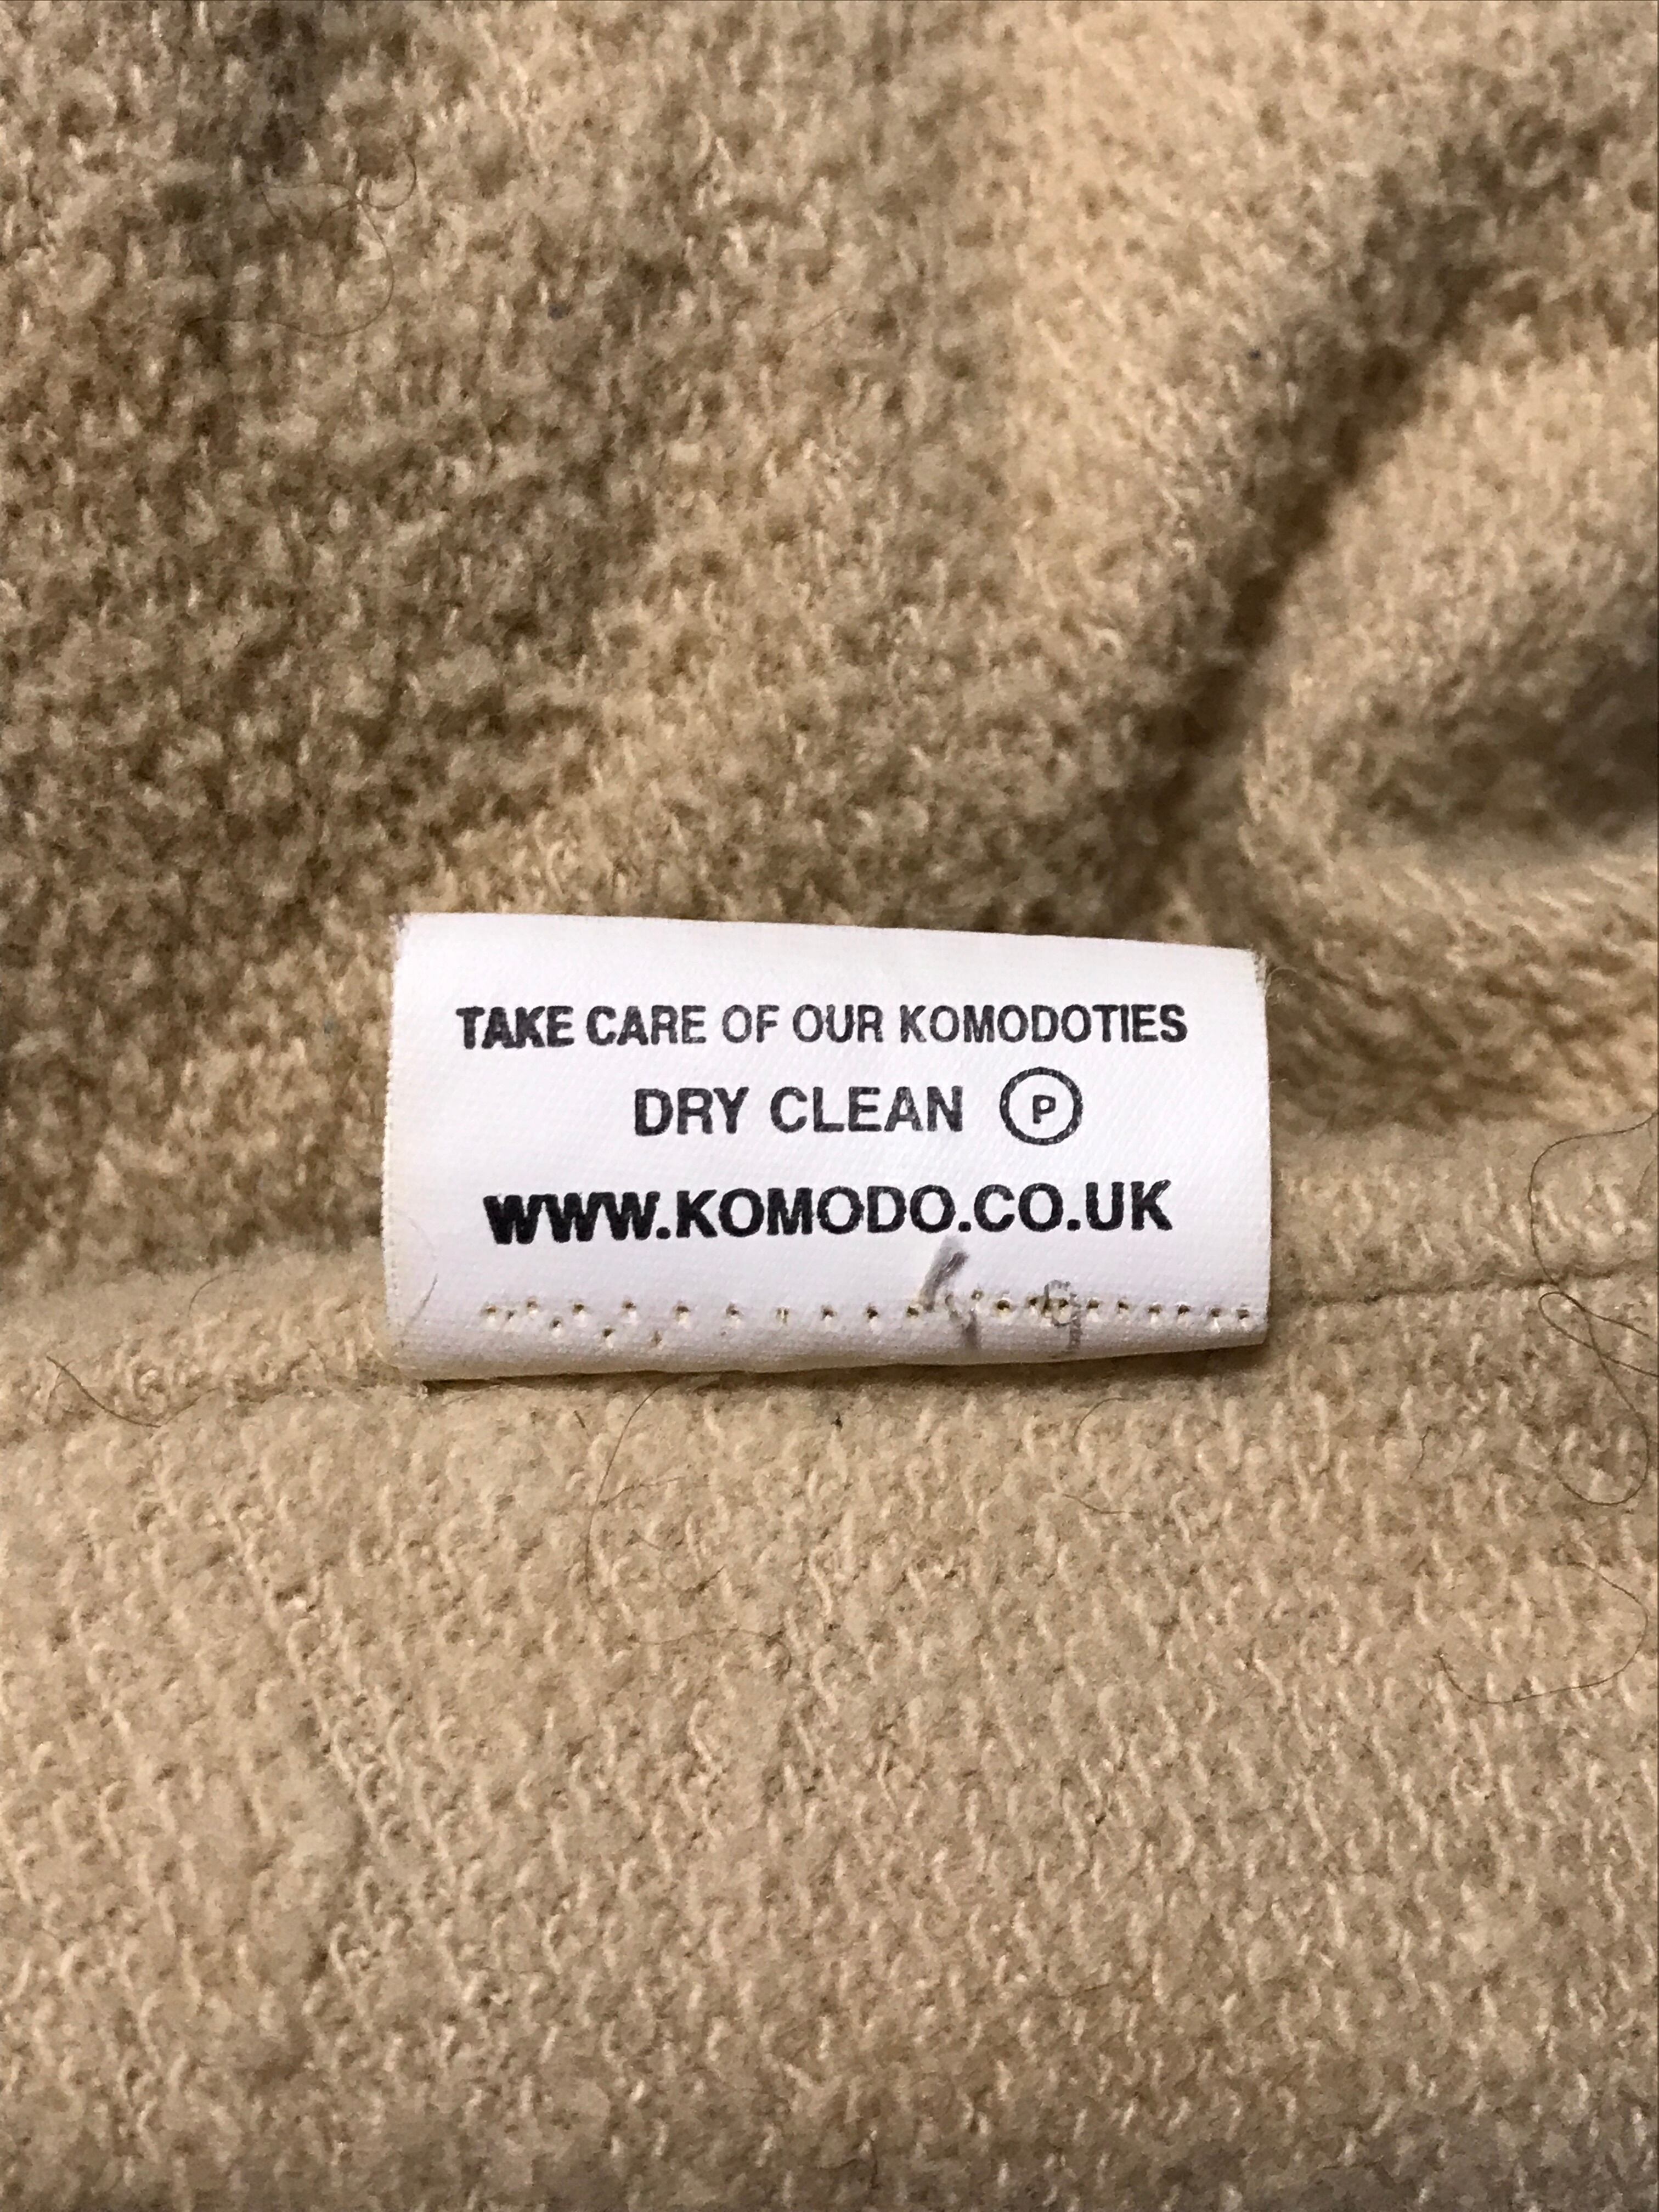 TAKE CARE OF OUR KOMODOTIES
DRY CLEAN Ⓟ
WWW.KOMODO.CO.UK